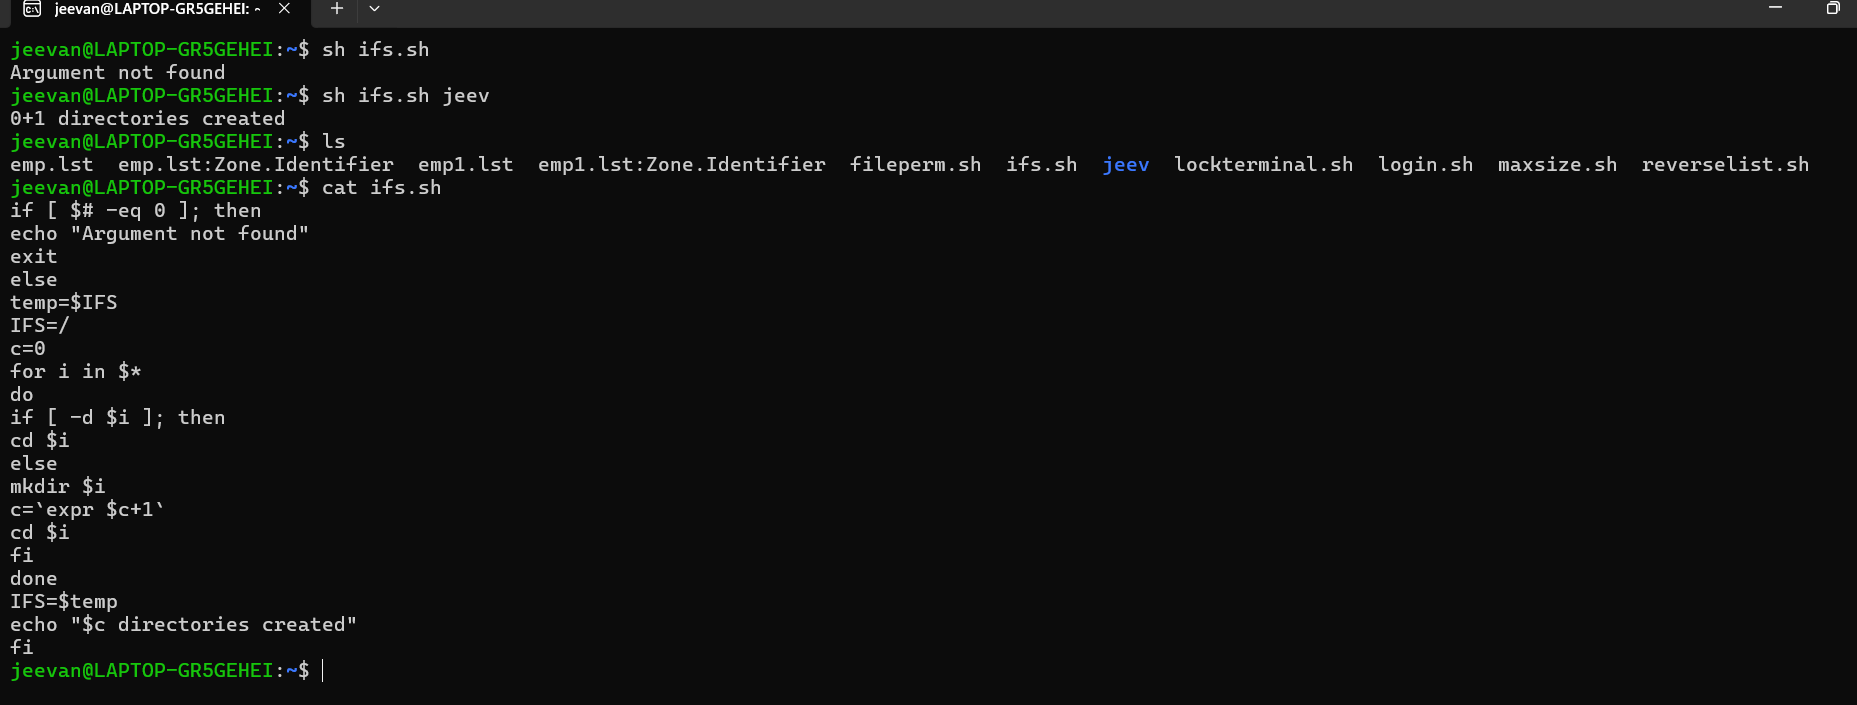 jeevan@LAPTOP-GR5GEHEI: ~
jeevan@LAPTOP-GR5GEHEI:~$ sh ifs.sh
Argument not found
jeevan@LAPTOP-GR5GEHEI:~$ sh ifs.sh jeev
0+1 directories created
jeevan@LAPTOP-GR5GEHEI:~$ ls
emp.lst  emp.lst:Zone.Identifier  emp1.lst  emp1.lst:Zone.Identifier  fileperm.sh  ifs.sh  jeev  lockterminal.sh  login.sh  maxsize.sh  reverselist.sh
jeevan@LAPTOP-GR5GEHEI:~$ cat ifs.sh
if [ $# -eq 0 ]; then
echo "Argument not found"
exit
else
temp=$IFS
IFS=/
c=0
for i in $*
do
if [ -d $i ]; then
cd $i
else
mkdir $i
c=`expr $c+1`
cd $i
fi
done
IFS=$temp
echo "$c directories created"
fi
jeevan@LAPTOP-GR5GEHEI:~$